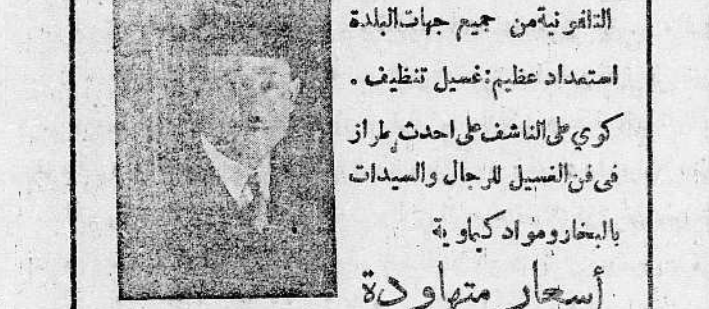 التلفونية من جميع جهات البلدة
استعداد عظيم: غسيل تنظيف .
كوي على الناشف على احدث طراز
فى فن الغسيل للرجال والسيدات
بالبخار ومواد كيماوية
أسعار متهاودة